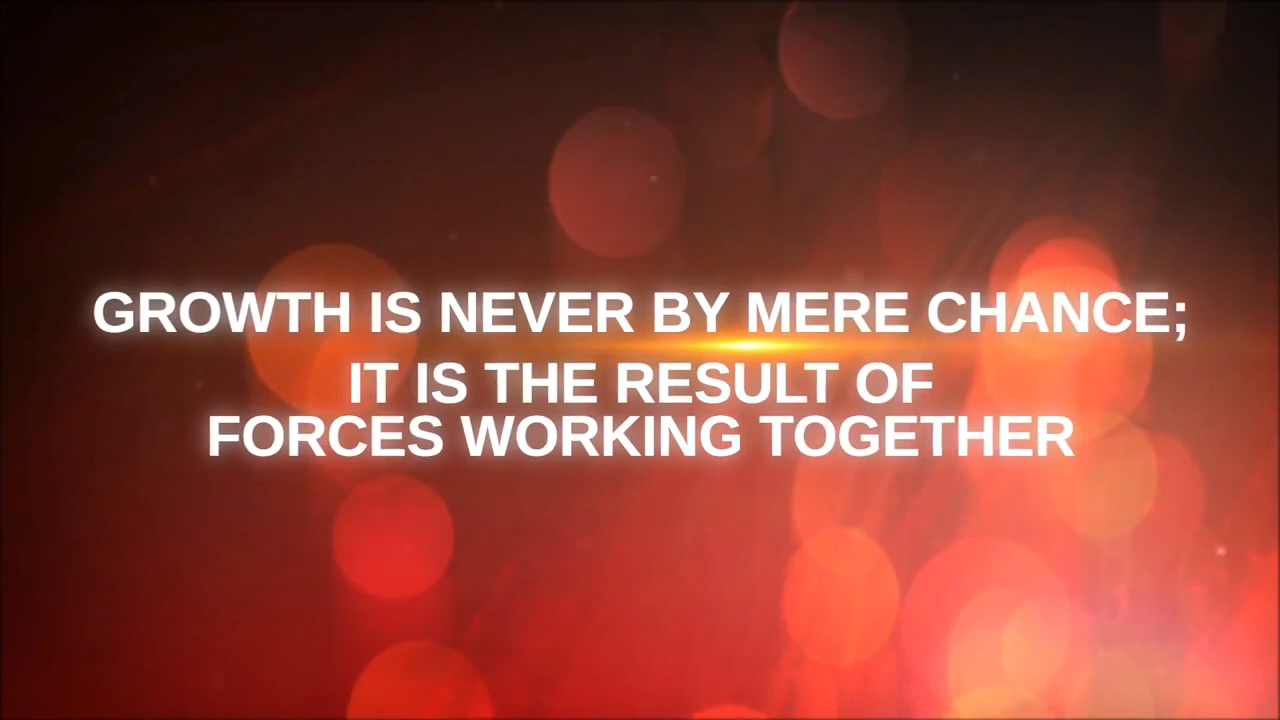 GROWTH IS NEVER BY MERE CHANCE;
IT IS THE RESULT OF
FORCES WORKING TOGETHER